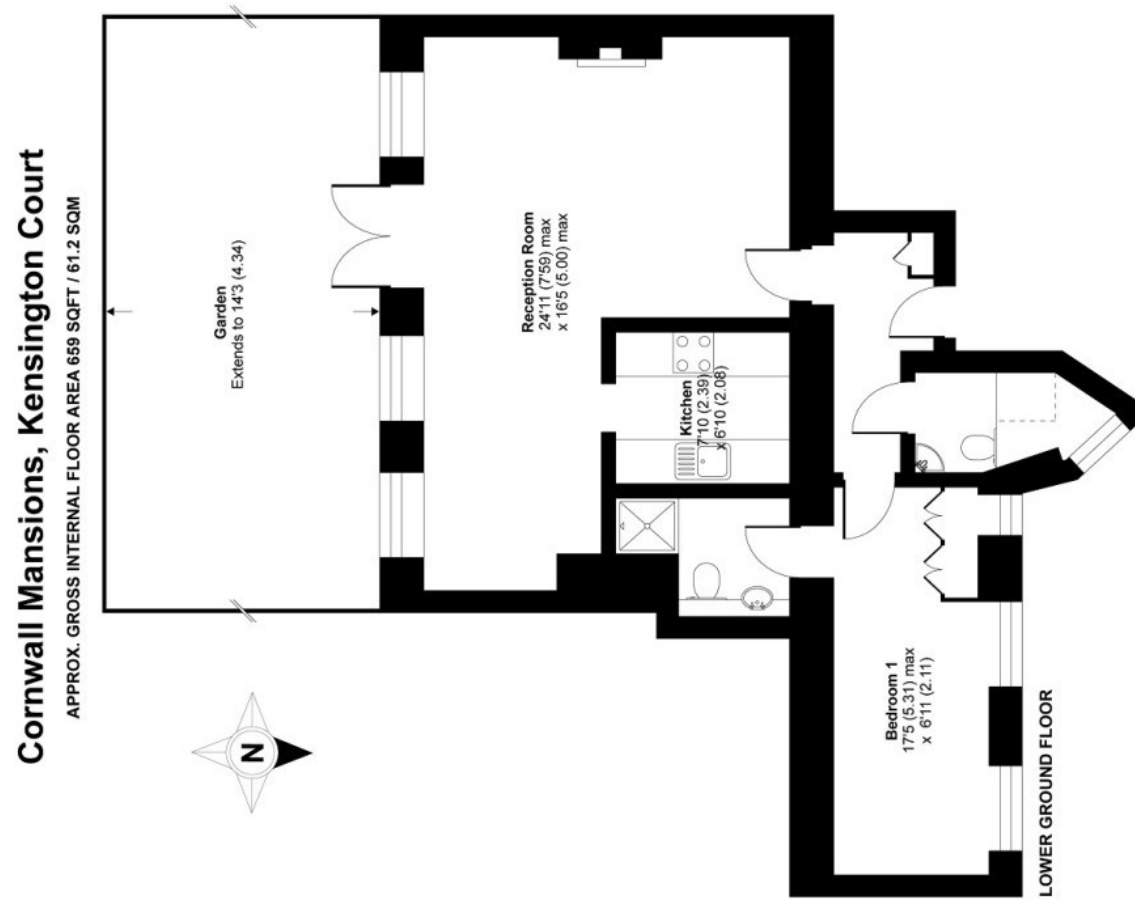 Cornwall Mansions, Kensington Court
APPROX. GROSS INTERNAL FLOOR AREA 659 SQFT / 61.2 SQM
N
Garden
Extends to 14'3 (4.34)
Reception Room
24'11 (7'59) max
x 16'5 (5.00) max
Kitchen
7'10 (2.39)
x 6'10 (2.08)
Bedroom 1
17'5 (5.31) max
x 6'11 (2.11)
LOWER GROUND FLOOR